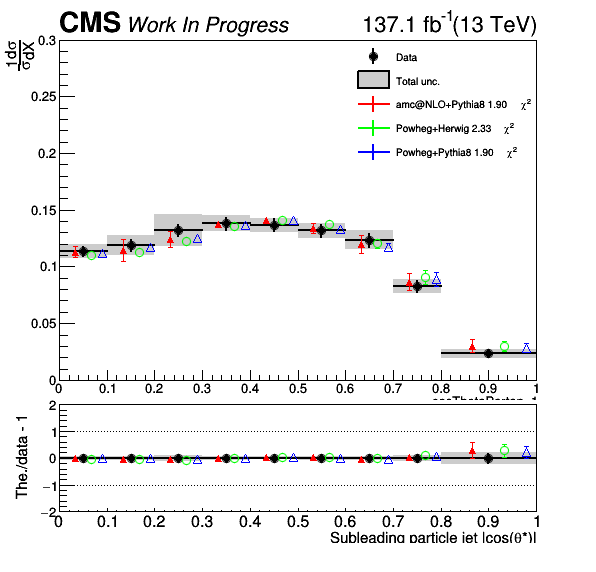 CMS Work In Progress 137.1 fb⁻¹(13 TeV)
1 dσ
σ dX
Data
Total unc.
amc@NLO+Pythia8 1.90 χ²
Powheg+Herwig 2.33 χ²
Powheg+Pythia8 1.90 χ²
0.3
0.25
0.2
0.15
0.1
0.05
0
0 0.1 0.2 0.3 0.4 0.5 0.6 0.7 0.8 0.9 1
The./data - 1
2
1
0
−1
−2
0 0.1 0.2 0.3 0.4 0.5 0.6 0.7 0.8 0.9 1
Subleading particle jet |cos(θ*)|